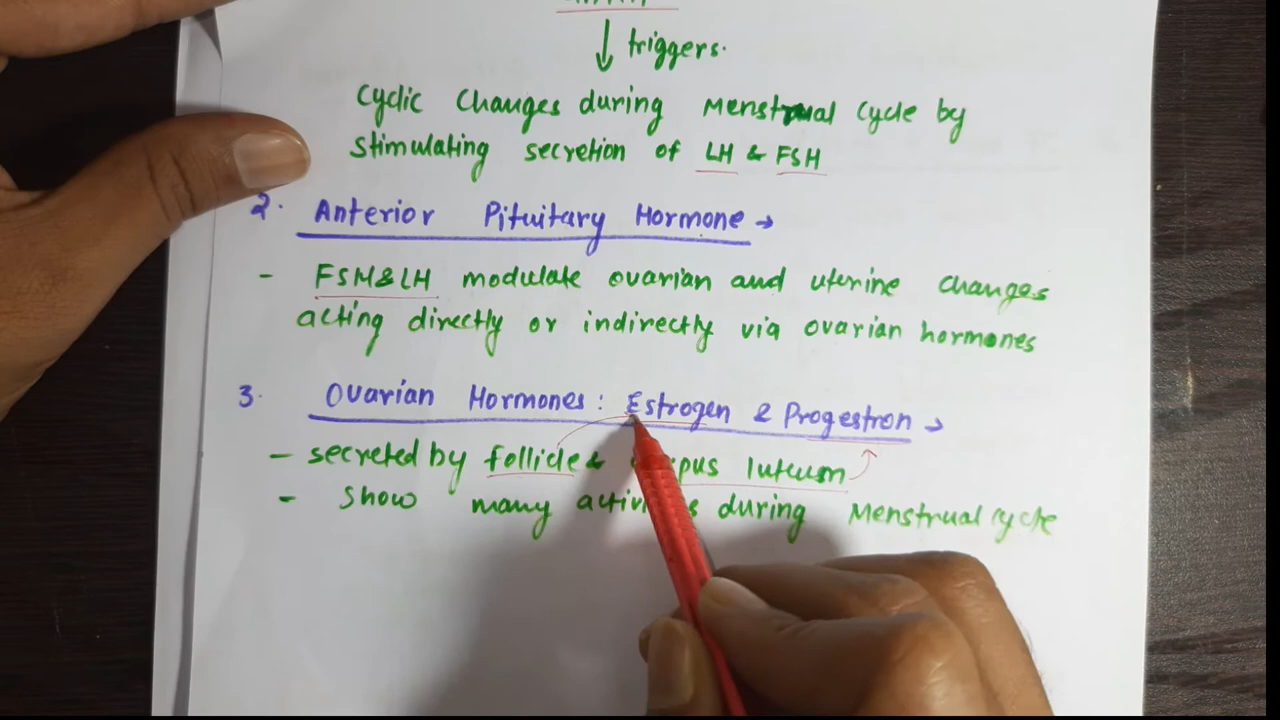 triggers.
Cyclic Changes during Menstrual Cycle by
stimulating secretion of LH & FSH
2. Anterior Pituitary Hormone →
- FSH&LH modulate ovarian and uterine changes
acting directly or indirectly via ovarian hormones
3. Ovarian Hormones: Estrogen & Progestron →
- secreted by follicle &
- Show many during Menstrual Cycle